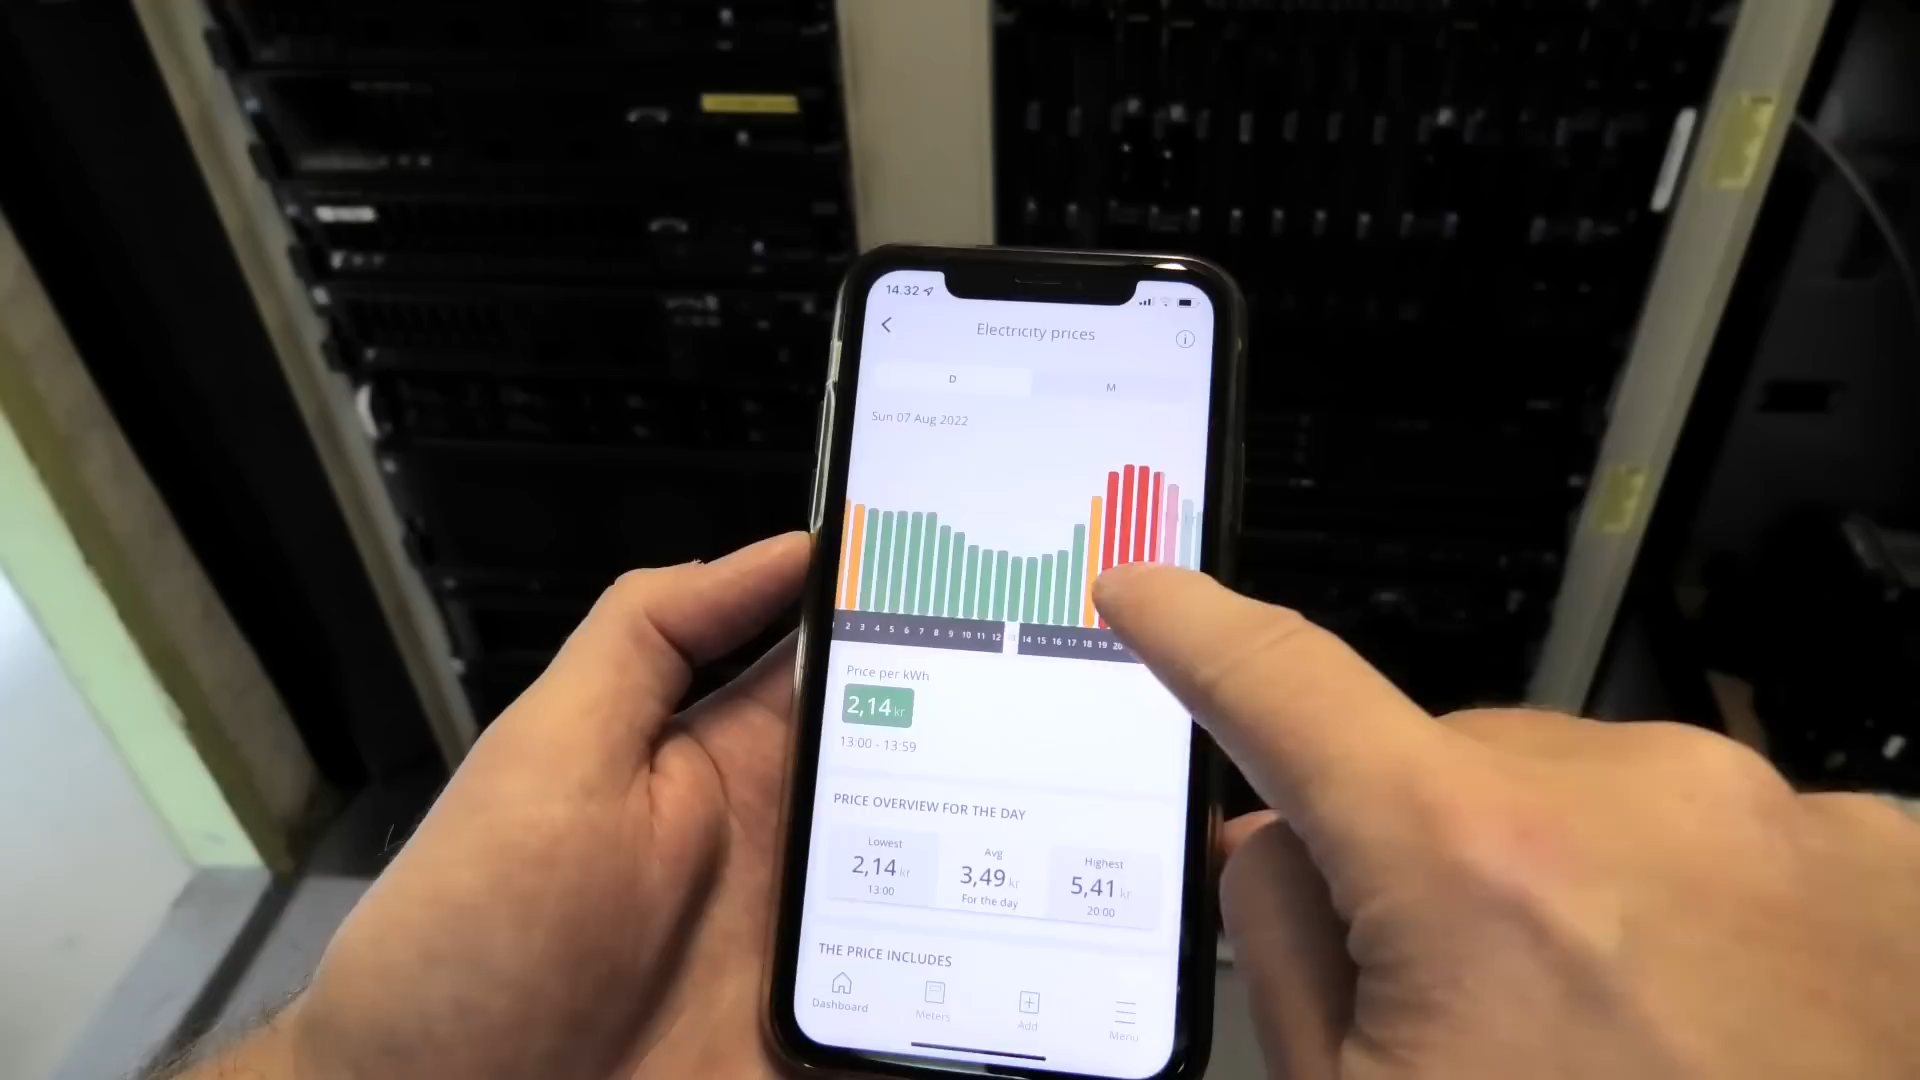 14.32
Electricity prices
D M
Sun 07 Aug 2022
1 2 3 4 5 6 7 8 9 10 11 12 13 14 15 16 17 18 19 20
Price per kWh
2,14 kr
13:00 - 13:59
PRICE OVERVIEW FOR THE DAY
Lowest Avg Highest
2,14 kr 3,49 kr 5,41 kr
13:00 For the day 20:00
THE PRICE INCLUDES
Dashboard Meters Add Menu